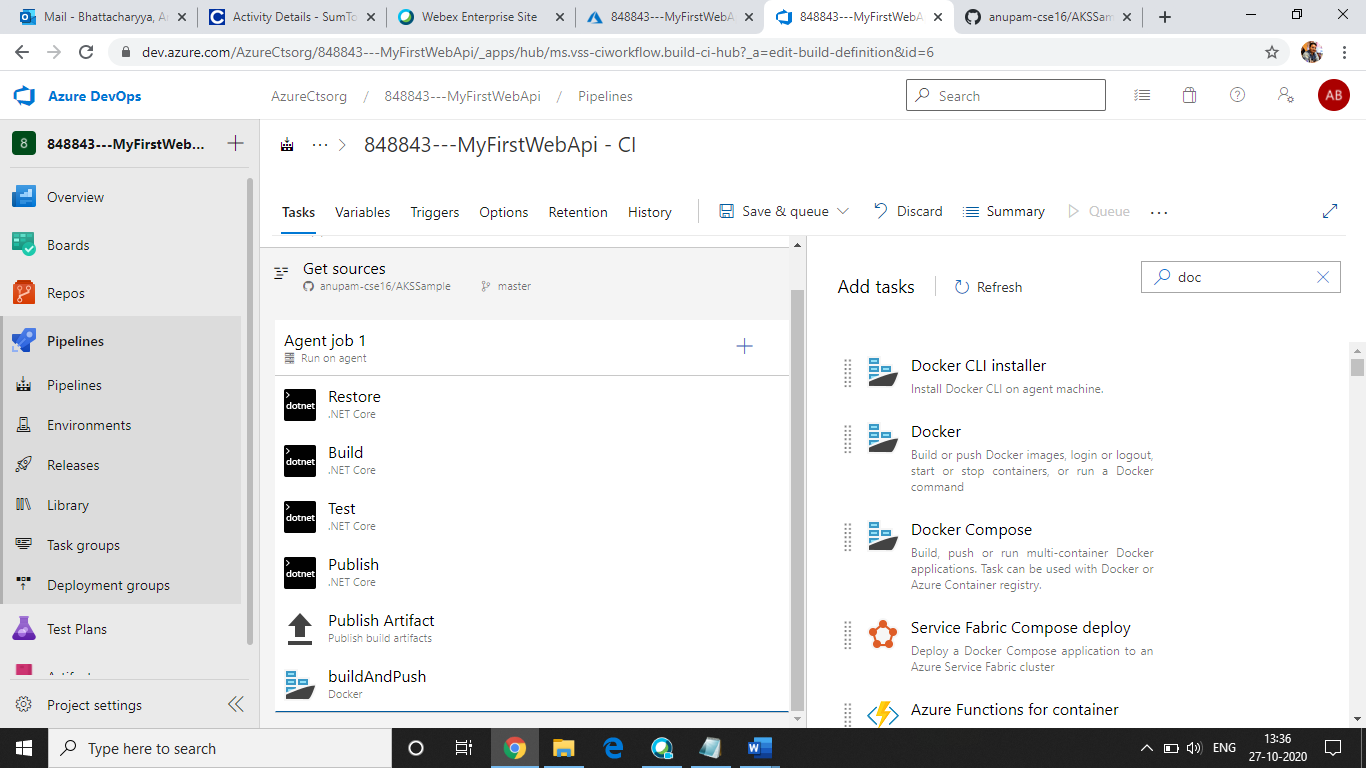 Mail - Bhattacharyya, An
Activity Details - SumTo
Webex Enterprise Site
848843---MyFirstWebA
848843---MyFirstWebA
anupam-cse16/AKSSam
dev.azure.com/AzureCtsorg/848843---MyFirstWebApi/_apps/hub/ms.vss-ciworkflow.build-ci-hub?_a=edit-build-definition&id=6
Azure DevOps
AzureCtsorg / 848843---MyFirstWebApi / Pipelines
Search
AB
8
848843---MyFirstWeb...
Overview
Boards
Repos
Pipelines
Pipelines
Environments
Releases
Library
Task groups
Deployment groups
Test Plans
Project settings
848843---MyFirstWebApi - CI
Tasks
Variables
Triggers
Options
Retention
History
Save & queue
Discard
Summary
Queue
Get sources
anupam-cse16/AKSSample
master
Agent job 1
Run on agent
dotnet
Restore
.NET Core
dotnet
Build
.NET Core
dotnet
Test
.NET Core
dotnet
Publish
.NET Core
Publish Artifact
Publish build artifacts
buildAndPush
Docker
Add tasks
Refresh
doc
Docker CLI installer
Install Docker CLI on agent machine.
Docker
Build or push Docker images, login or logout,
start or stop containers, or run a Docker
command
Docker Compose
Build, push or run multi-container Docker
applications. Task can be used with Docker or
Azure Container registry.
Service Fabric Compose deploy
Deploy a Docker Compose application to an
Azure Service Fabric cluster
Azure Functions for container
Type here to search
ENG
13:36
27-10-2020